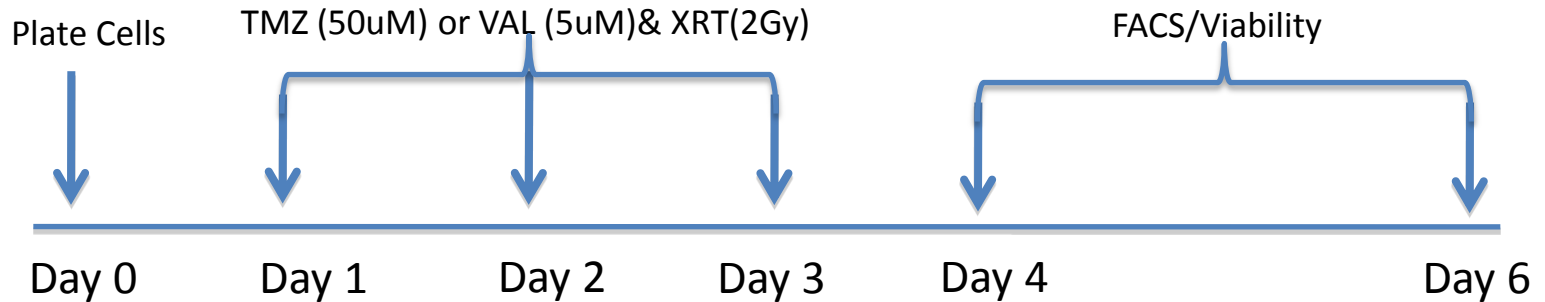 Plate Cells
TMZ (50uM) or VAL (5uM)& XRT(2Gy)
FACS/Viability
Day 0
Day 1
Day 2
Day 3
Day 4
Day 6